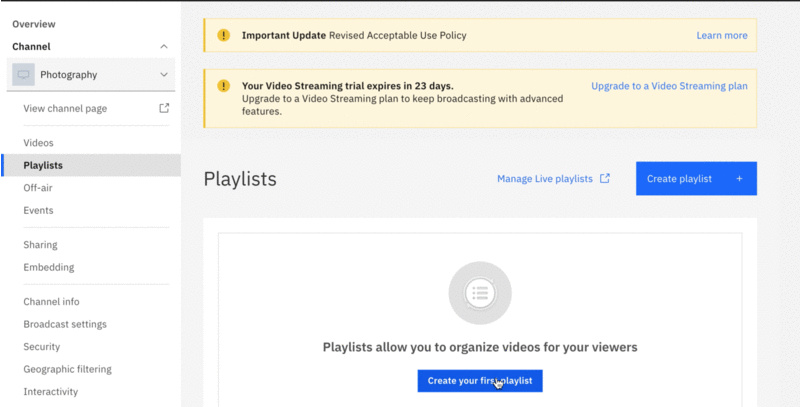 Overview
Channel
Photography
View channel page
Videos
Playlists
Off-air
Events
Sharing
Embedding
Channel info
Broadcast settings
Security
Geographic filtering
Interactivity
Important Update Revised Acceptable Use Policy
Learn more
Your Video Streaming trial expires in 23 days.
Upgrade to a Video Streaming plan to keep broadcasting with advanced
features.
Upgrade to a Video Streaming plan
Playlists
Manage Live playlists
Create playlist +
Playlists allow you to organize videos for your viewers
Create your first playlist